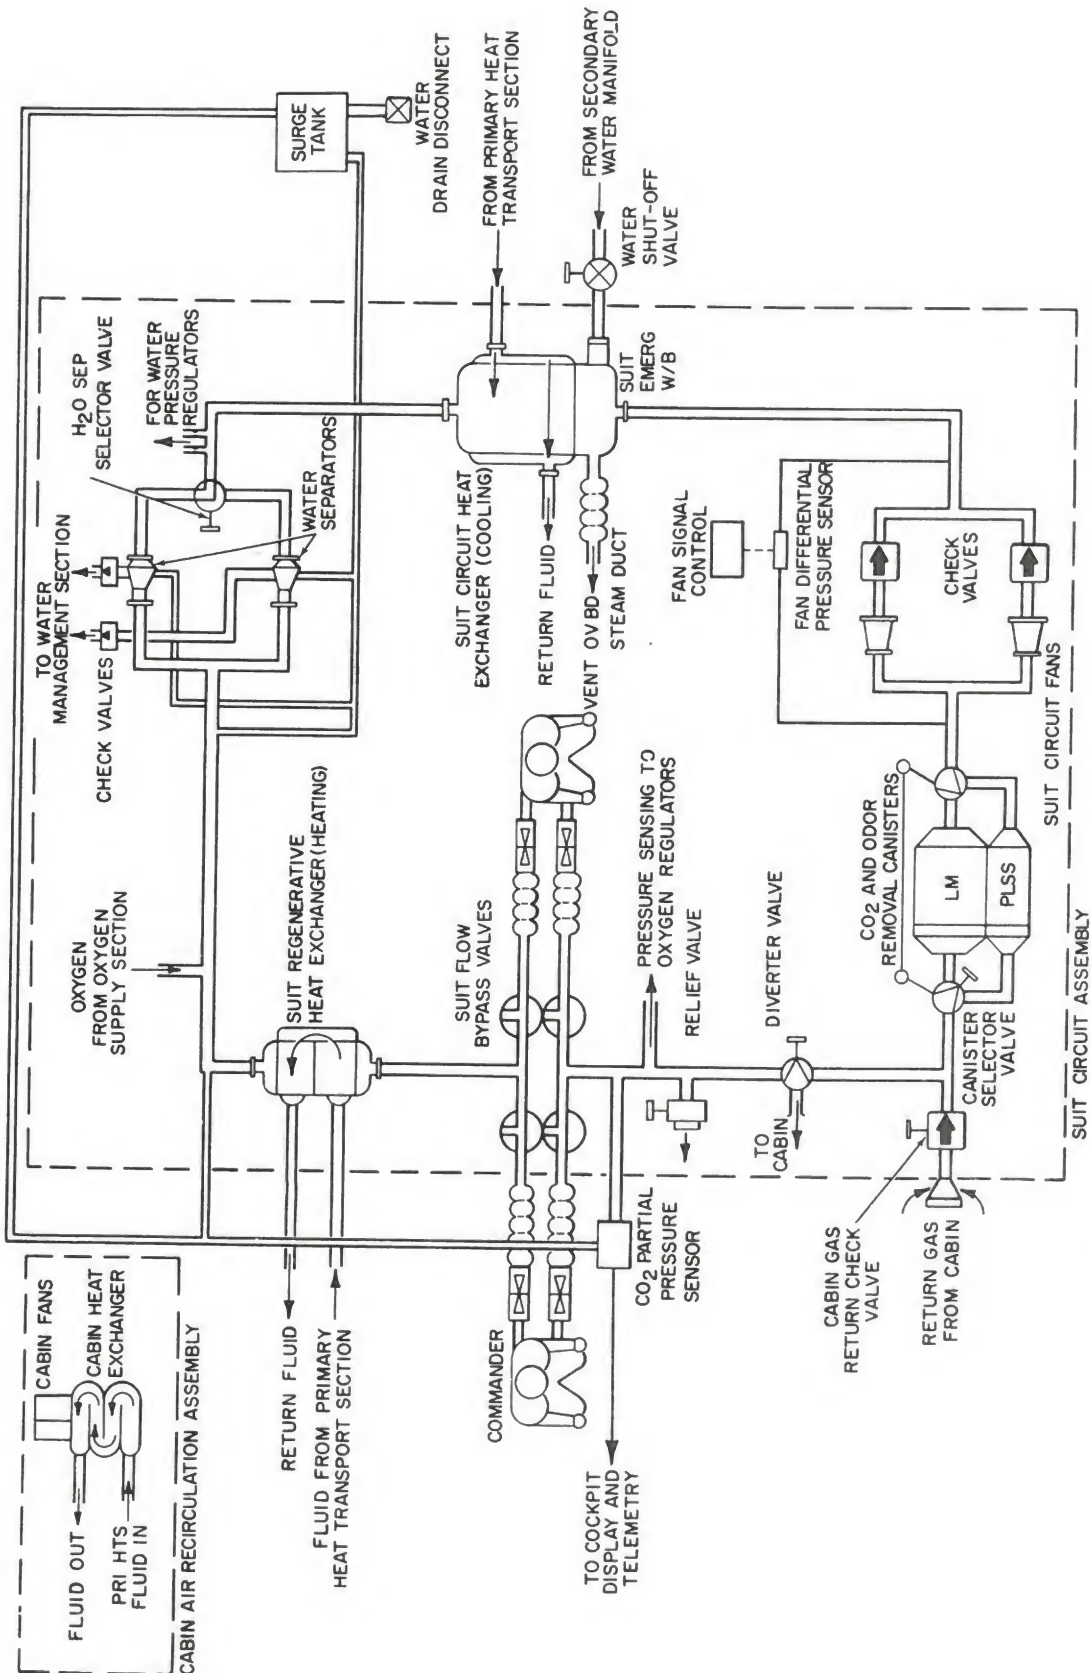 CABIN FANS
CABIN HEAT
EXCHANGER
FLUID OUT
PRI HTS
FLUID IN
CABIN AIR RECIRCULATION ASSEMBLY
OXYGEN
FROM OXYGEN
SUPPLY SECTION
TO WATER
MANAGEMENT SECTION
CHECK VALVES
H2O SEP
SELECTOR VALVE
FOR WATER
PRESSURE
REGULATORS
WATER
SEPARATORS
SURGE
TANK
WATER
DRAIN DISCONNECT
SUIT REGENERATIVE
HEAT EXCHANGER(HEATING)
RETURN FLUID
FLUID FROM PRIMARY
HEAT TRANSPORT SECTION
SUIT CIRCUIT HEAT
EXCHANGER (COOLING)
FROM PRIMARY HEAT
TRANSPORT SECTION
RETURN FLUID
VENT OVBD
STEAM DUCT
SUIT
EMERG
W/B
WATER
SHUT-OFF
VALVE
FROM SECONDARY
WATER MANIFOLD
SUIT FLOW
BYPASS VALVES
COMMANDER
TO COCKPIT
DISPLAY AND
TELEMETRY
CO2 PARTIAL
PRESSURE
SENSOR
PRESSURE SENSING TO
OXYGEN REGULATORS
RELIEF VALVE
DIVERTER VALVE
TO
CABIN
FAN SIGNAL
CONTROL
FAN DIFFERENTIAL
PRESSURE SENSOR
CHECK
VALVES
SUIT CIRCUIT FANS
CO2 AND ODOR
REMOVAL CANISTERS
LM
PLSS
CANISTER
SELECTOR
VALVE
CABIN GAS
RETURN CHECK
VALVE
RETURN GAS
FROM CABIN
SUIT CIRCUIT ASSEMBLY